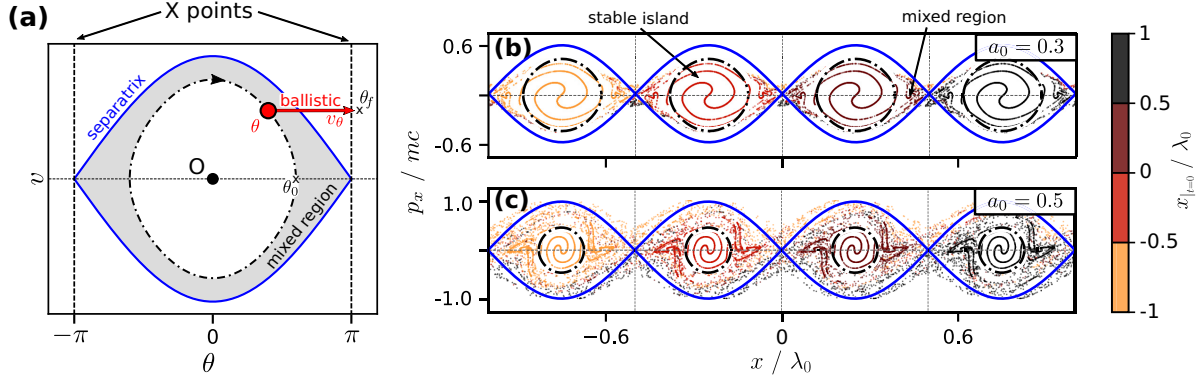 (a)
X points
separatrix
ballistic
θ_f
v_θ
θ
O
θ_0
mixed region
v
−π
0
π
θ
stable island
mixed region
(b)
a_0 = 0.3
0.6
-0.6
p_x / mc
(c)
a_0 = 0.5
1.0
-1.0
−0.6
0
0.6
x / λ_0
1
0.5
0
-0.5
-1
x_{|t=0} / λ_0